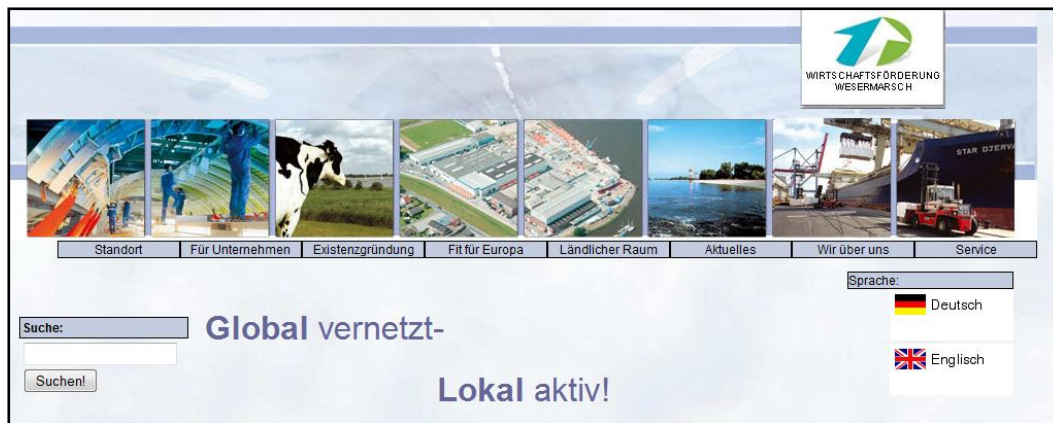 WIRTSCHAFTSFÖRDERUNG
WESERMARSCH
STAR DJERVA
Standort Für Unternehmen Existenzgründung Fit für Europa Ländlicher Raum Aktuelles Wir über uns Service
Sprache:
Deutsch
Englisch
Suche:
Suchen!
Global vernetzt-
Lokal aktiv!